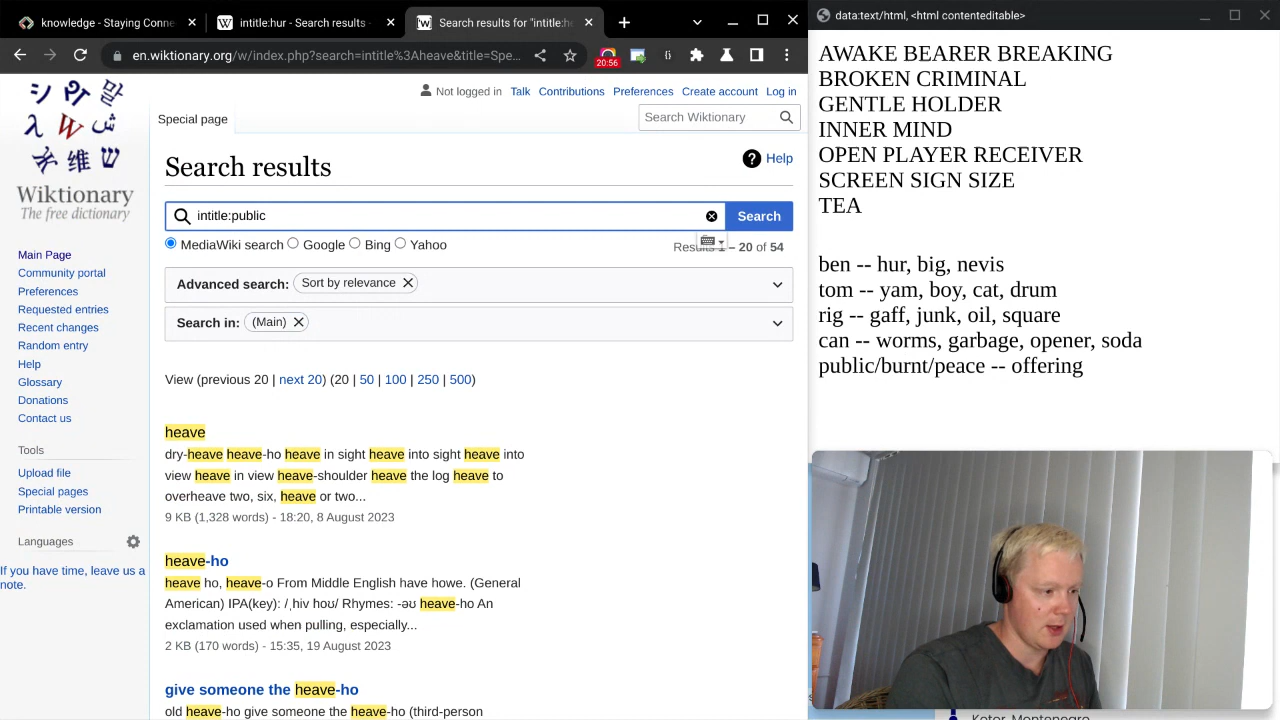 knowledge - Staying Conne
intitle:hur - Search results -
Search results for "intitle:he
en.wiktionary.org/w/index.php?search=intitle%3Aheave&title=Spe...
20:56
Not logged in Talk Contributions Preferences Create account Log in
Special page
Search Wiktionary
Wiktionary
The free dictionary
Main Page
Community portal
Preferences
Requested entries
Recent changes
Random entry
Help
Glossary
Donations
Contact us
Tools
Upload file
Special pages
Printable version
Languages
If you have time, leave us a
note.
Search results
Help
intitle:public
Search
MediaWiki search Google Bing Yahoo
Results 1 – 20 of 54
Advanced search: Sort by relevance
Search in: (Main)
View (previous 20 | next 20) (20 | 50 | 100 | 250 | 500)
heave
dry-heave heave-ho heave in sight heave into sight heave into
view heave in view heave-shoulder heave the log heave to
overheave two, six, heave or two...
9 KB (1,328 words) - 18:20, 8 August 2023
heave-ho
heave ho, heave-o From Middle English have howe. (General
American) IPA(key): /ˌhiv hoʊ/ Rhymes: -əʊ heave-ho An
exclamation used when pulling, especially...
2 KB (170 words) - 15:35, 19 August 2023
give someone the heave-ho
old heave-ho give someone the heave-ho (third-person
data:text/html, <html contenteditable>
AWAKE BEARER BREAKING
BROKEN CRIMINAL
GENTLE HOLDER
INNER MIND
OPEN PLAYER RECEIVER
SCREEN SIGN SIZE
TEA
ben -- hur, big, nevis
tom -- yam, boy, cat, drum
rig -- gaff, junk, oil, square
can -- worms, garbage, opener, soda
public/burnt/peace -- offering
Kotor, Montenegro